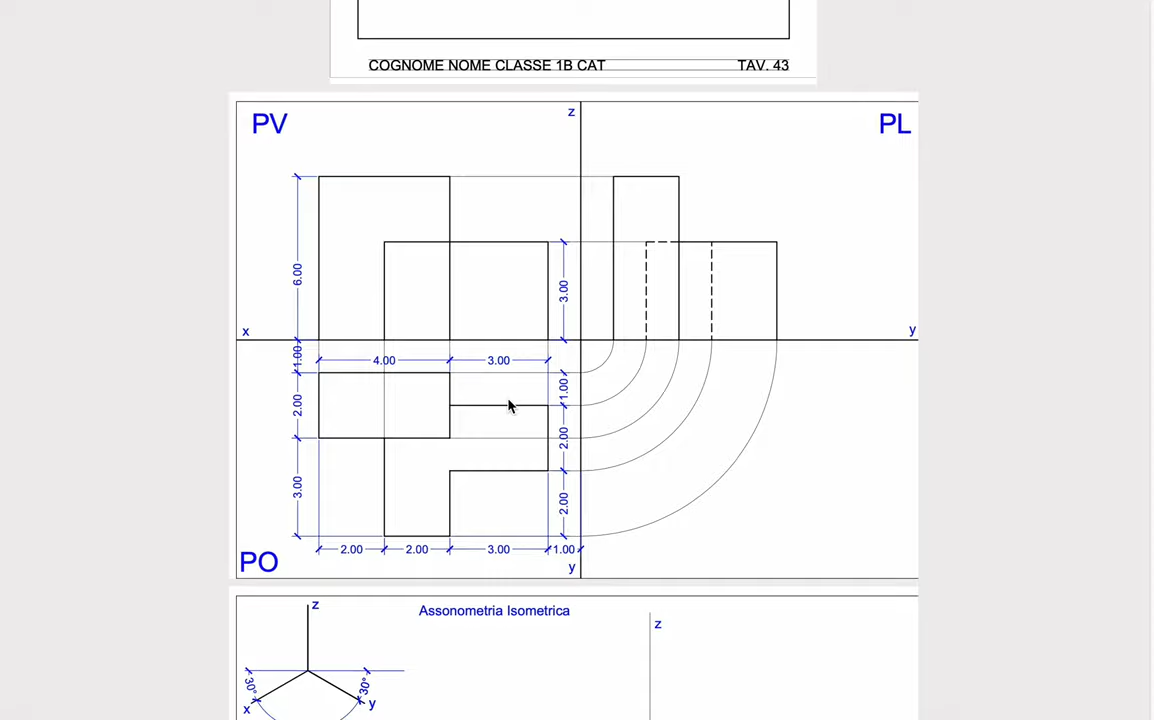 COGNOME NOME CLASSE 1B CAT TAV. 43
PV z PL
6.00
3.00
x y
1.00
4.00 3.00
2.00
1.00
2.00
3.00
2.00
2.00 2.00 3.00 1.00
PO y
Assonometria Isometrica
z z
30° 30°
x y